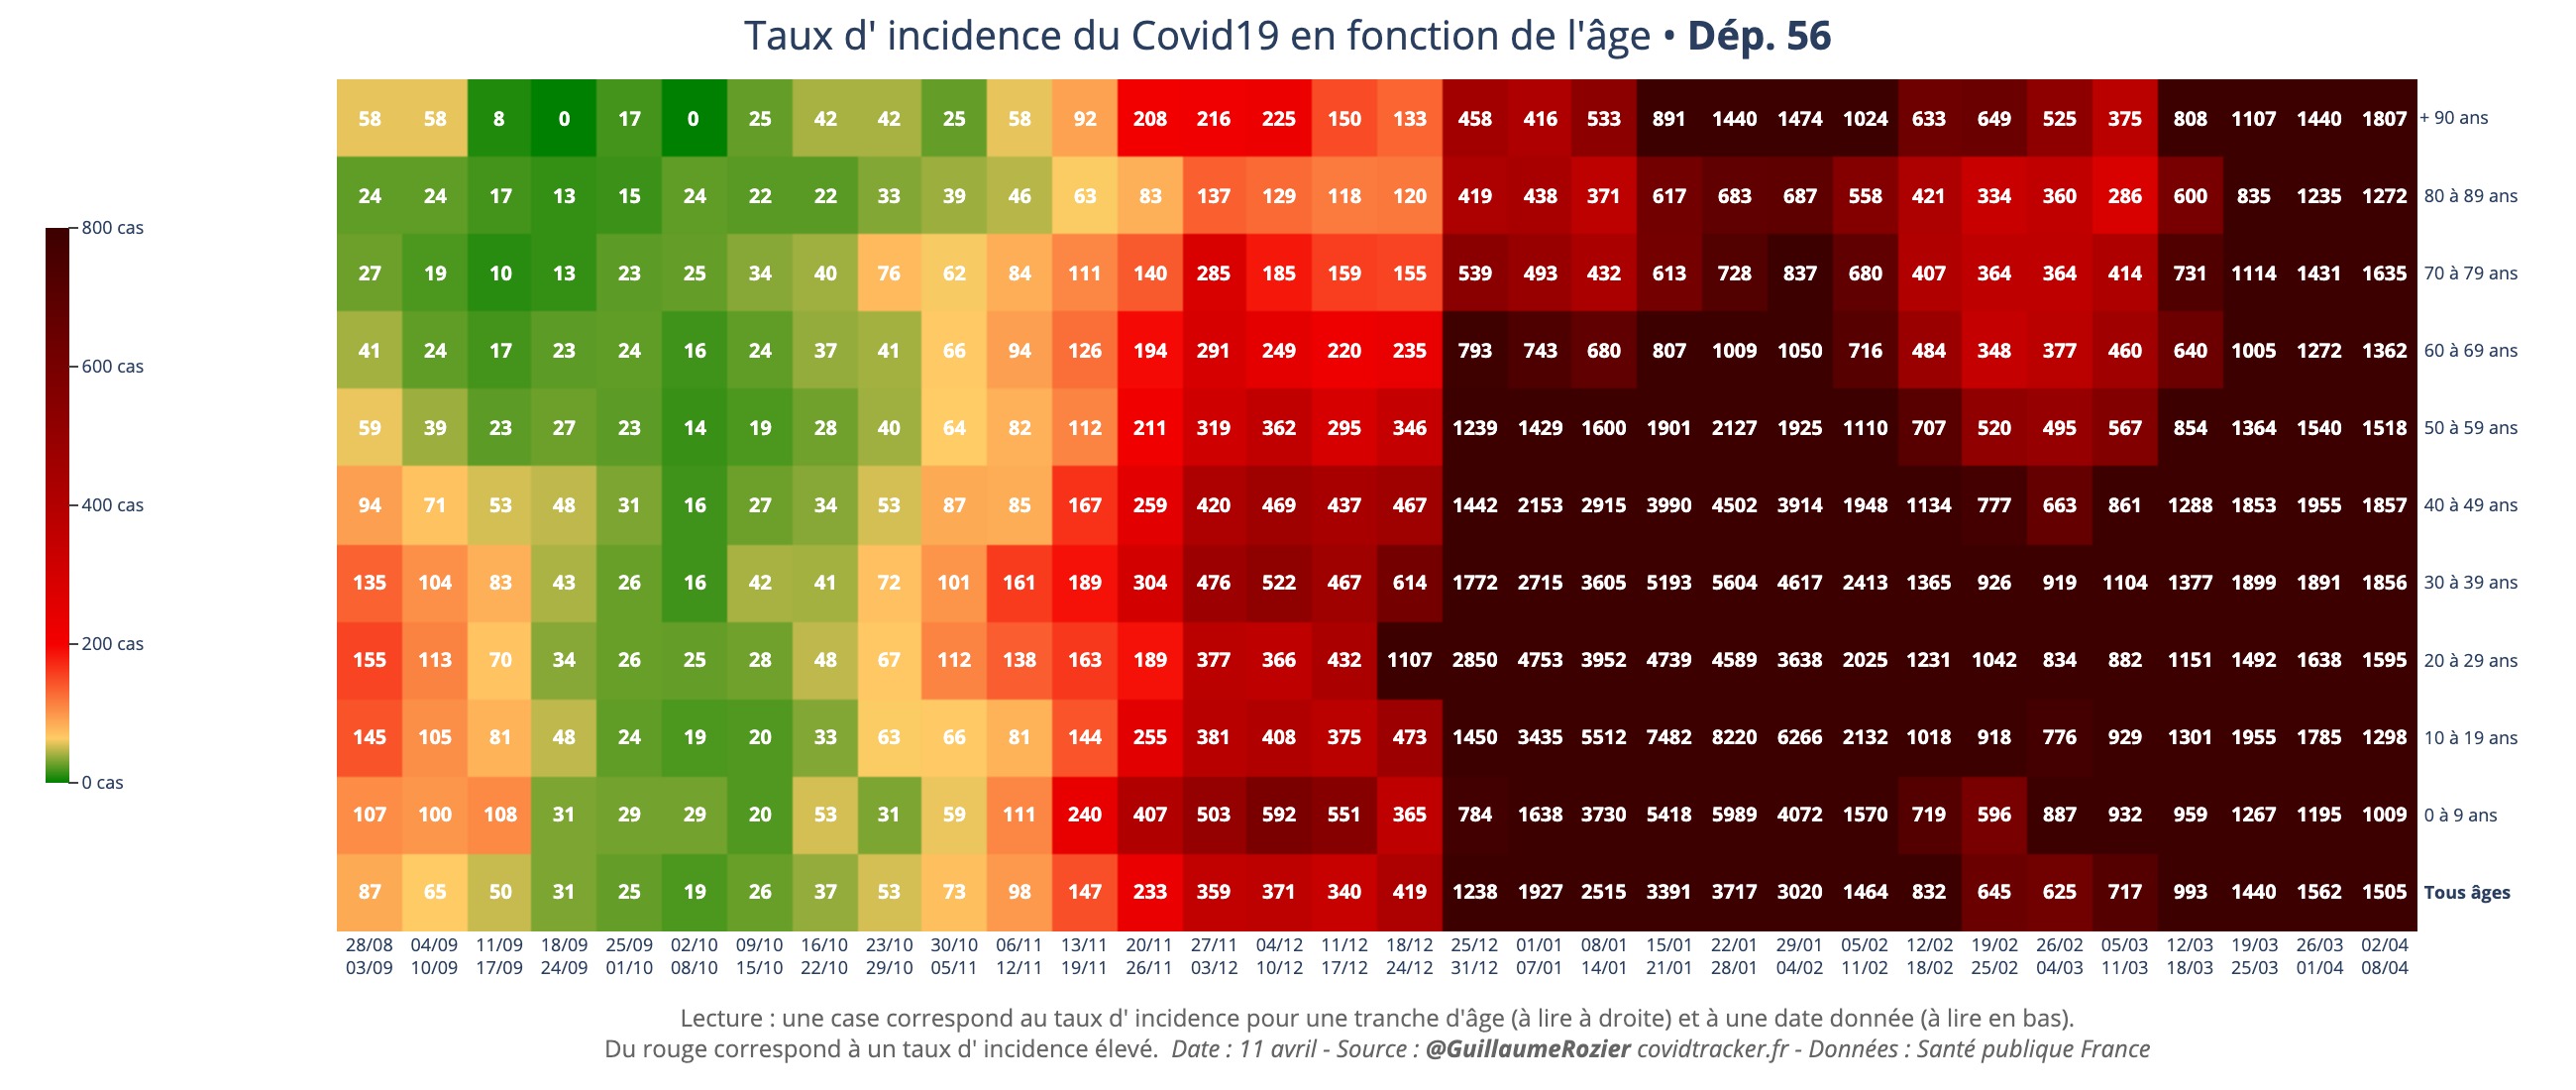 Taux d' incidence du Covid19 en fonction de l'âge • Dép. 56
800 cas
600 cas
400 cas
200 cas
0 cas
58 58 8 0 17 0 25 42 42 25 58 92 208 216 225 150 133 458 416 533 891 1440 1474 1024 633 649 525 375 808 1107 1440 1807 + 90 ans
24 24 17 13 15 24 22 22 33 39 46 63 83 137 129 118 120 419 438 371 617 683 687 558 421 334 360 286 600 835 1235 1272 80 à 89 ans
27 19 10 13 23 25 34 40 76 62 84 111 140 285 185 159 155 539 493 432 613 728 837 680 407 364 364 414 731 1114 1431 1635 70 à 79 ans
41 24 17 23 24 16 24 37 41 66 94 126 194 291 249 220 235 793 743 680 807 1009 1050 716 484 348 377 460 640 1005 1272 1362 60 à 69 ans
59 39 23 27 23 14 19 28 40 64 82 112 211 319 362 295 346 1239 1429 1600 1901 2127 1925 1110 707 520 495 567 854 1364 1540 1518 50 à 59 ans
94 71 53 48 31 16 27 34 53 87 85 167 259 420 469 437 467 1442 2153 2915 3990 4502 3914 1948 1134 777 663 861 1288 1853 1955 1857 40 à 49 ans
135 104 83 43 26 16 42 41 72 101 161 189 304 476 522 467 614 1772 2715 3605 5193 5604 4617 2413 1365 926 919 1104 1377 1899 1891 1856 30 à 39 ans
155 113 70 34 26 25 28 48 67 112 138 163 189 377 366 432 1107 2850 4753 3952 4739 4589 3638 2025 1231 1042 834 882 1151 1492 1638 1595 20 à 29 ans
145 105 81 48 24 19 20 33 63 66 81 144 255 381 408 375 473 1450 3435 5512 7482 8220 6266 2132 1018 918 776 929 1301 1955 1785 1298 10 à 19 ans
107 100 108 31 29 29 20 53 31 59 111 240 407 503 592 551 365 784 1638 3730 5418 5989 4072 1570 719 596 887 932 959 1267 1195 1009 0 à 9 ans
87 65 50 31 25 19 26 37 53 73 98 147 233 359 371 340 419 1238 1927 2515 3391 3717 3020 1464 832 645 625 717 993 1440 1562 1505 Tous âges
28/08 04/09 11/09 18/09 25/09 02/10 09/10 16/10 23/10 30/10 06/11 13/11 20/11 27/11 04/12 11/12 18/12 25/12 01/01 08/01 15/01 22/01 29/01 05/02 12/02 19/02 26/02 05/03 12/03 19/03 26/03 02/04
03/09 10/09 17/09 24/09 01/10 08/10 15/10 22/10 29/10 05/11 12/11 19/11 26/11 03/12 10/12 17/12 24/12 31/12 07/01 14/01 21/01 28/01 04/02 11/02 18/02 25/02 04/03 11/03 18/03 25/03 01/04 08/04
Lecture : une case correspond au taux d' incidence pour une tranche d'âge (à lire à droite) et à une date donnée (à lire en bas).
Du rouge correspond à un taux d' incidence élevé. Date : 11 avril - Source : @GuillaumeRozier covidtracker.fr - Données : Santé publique France